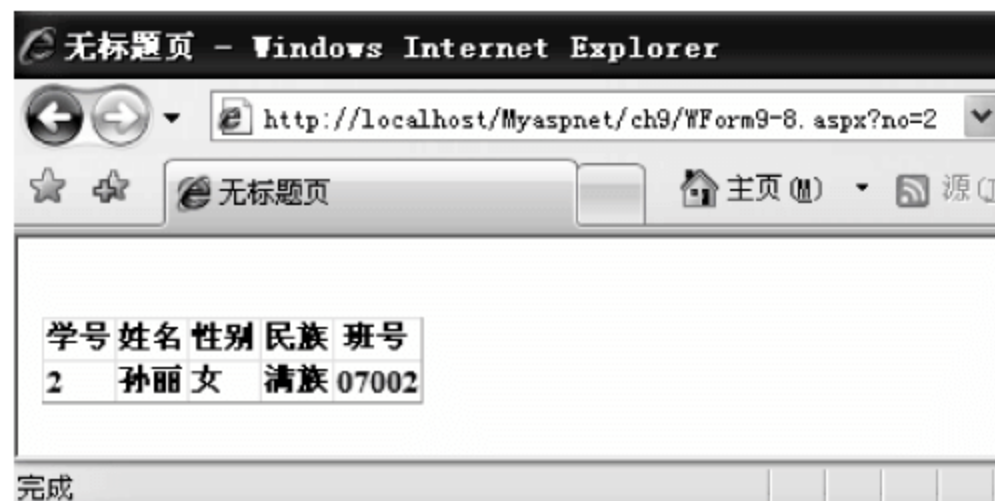 无标题页 - Windows Internet Explorer
http://localhost/Myaspnet/ch9/WForm9-8.aspx?no=2
无标题页 主页(M) 源(J
学号 姓名 性别 民族 班号
2 孙丽 女 满族 07002
完成